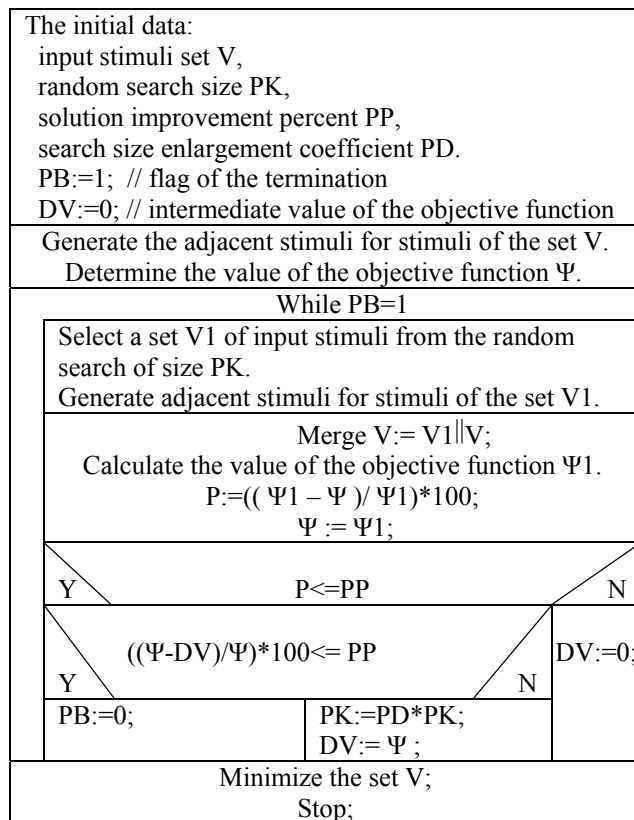 The initial data:
input stimuli set V,
random search size PK,
solution improvement percent PP,
search size enlargement coefficient PD.
PB:=1; // flag of the termination
DV:=0; // intermediate value of the objective function
Generate the adjacent stimuli for stimuli of the set V.
Determine the value of the objective function Ψ.
While PB=1
Select a set V1 of input stimuli from the random
search of size PK.
Generate adjacent stimuli for stimuli of the set V1.
Merge V:= V1||V;
Calculate the value of the objective function Ψ1.
P:=(( Ψ1 – Ψ )/ Ψ1)*100;
Ψ := Ψ1;
Y P<=PP N
((Ψ-DV)/Ψ)*100<= PP DV:=0;
Y N
PB:=0; PK:=PD*PK;
DV:= Ψ ;
Minimize the set V;
Stop;